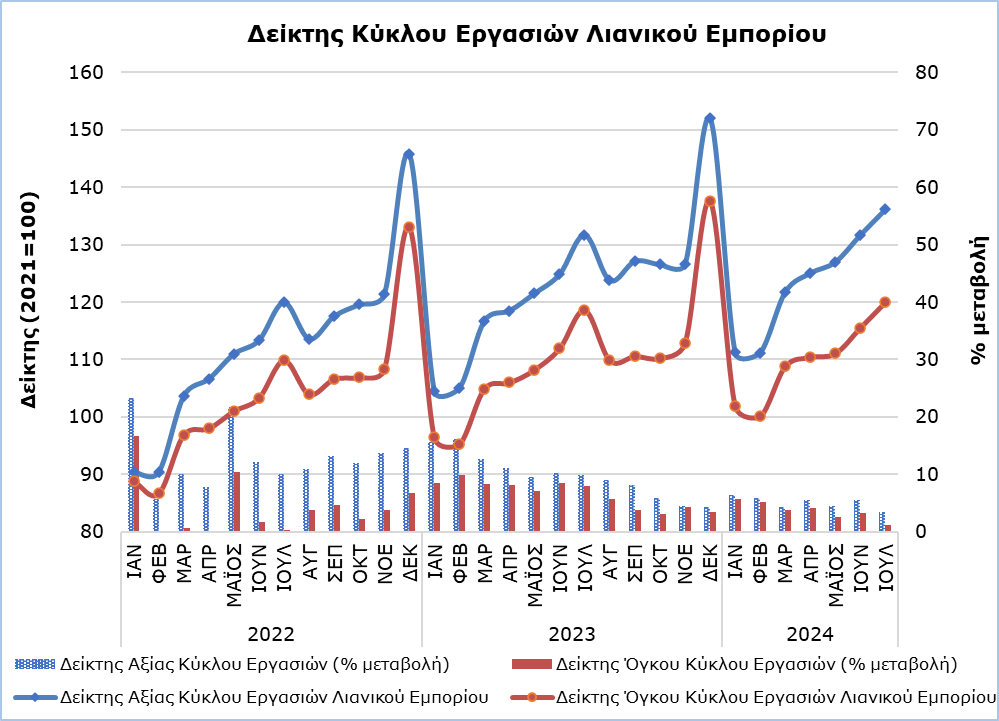 Δείκτης Κύκλου Εργασιών Λιανικού Εμπορίου
160 80
150 70
140 60
130 50
120 40
110 30
100 20
90 10
80 0
Δείκτης (2021=100)
% μεταβολή
ΙΑΝ ΦΕΒ ΜΑΡ ΑΠΡ ΜΑΪΟΣ ΙΟΥΝ ΙΟΥΛ ΑΥΓ ΣΕΠ ΟΚΤ ΝΟΕ ΔΕΚ ΙΑΝ ΦΕΒ ΜΑΡ ΑΠΡ ΜΑΪΟΣ ΙΟΥΝ ΙΟΥΛ ΑΥΓ ΣΕΠ ΟΚΤ ΝΟΕ ΔΕΚ ΙΑΝ ΦΕΒ ΜΑΡ ΑΠΡ ΜΑΪΟΣ ΙΟΥΝ ΙΟΥΛ
2022 2023 2024
Δείκτης Αξίας Κύκλου Εργασιών (% μεταβολή) Δείκτης Όγκου Κύκλου Εργασιών (% μεταβολή)
Δείκτης Αξίας Κύκλου Εργασιών Λιανικού Εμπορίου Δείκτης Όγκου Κύκλου Εργασιών Λιανικού Εμπορίου